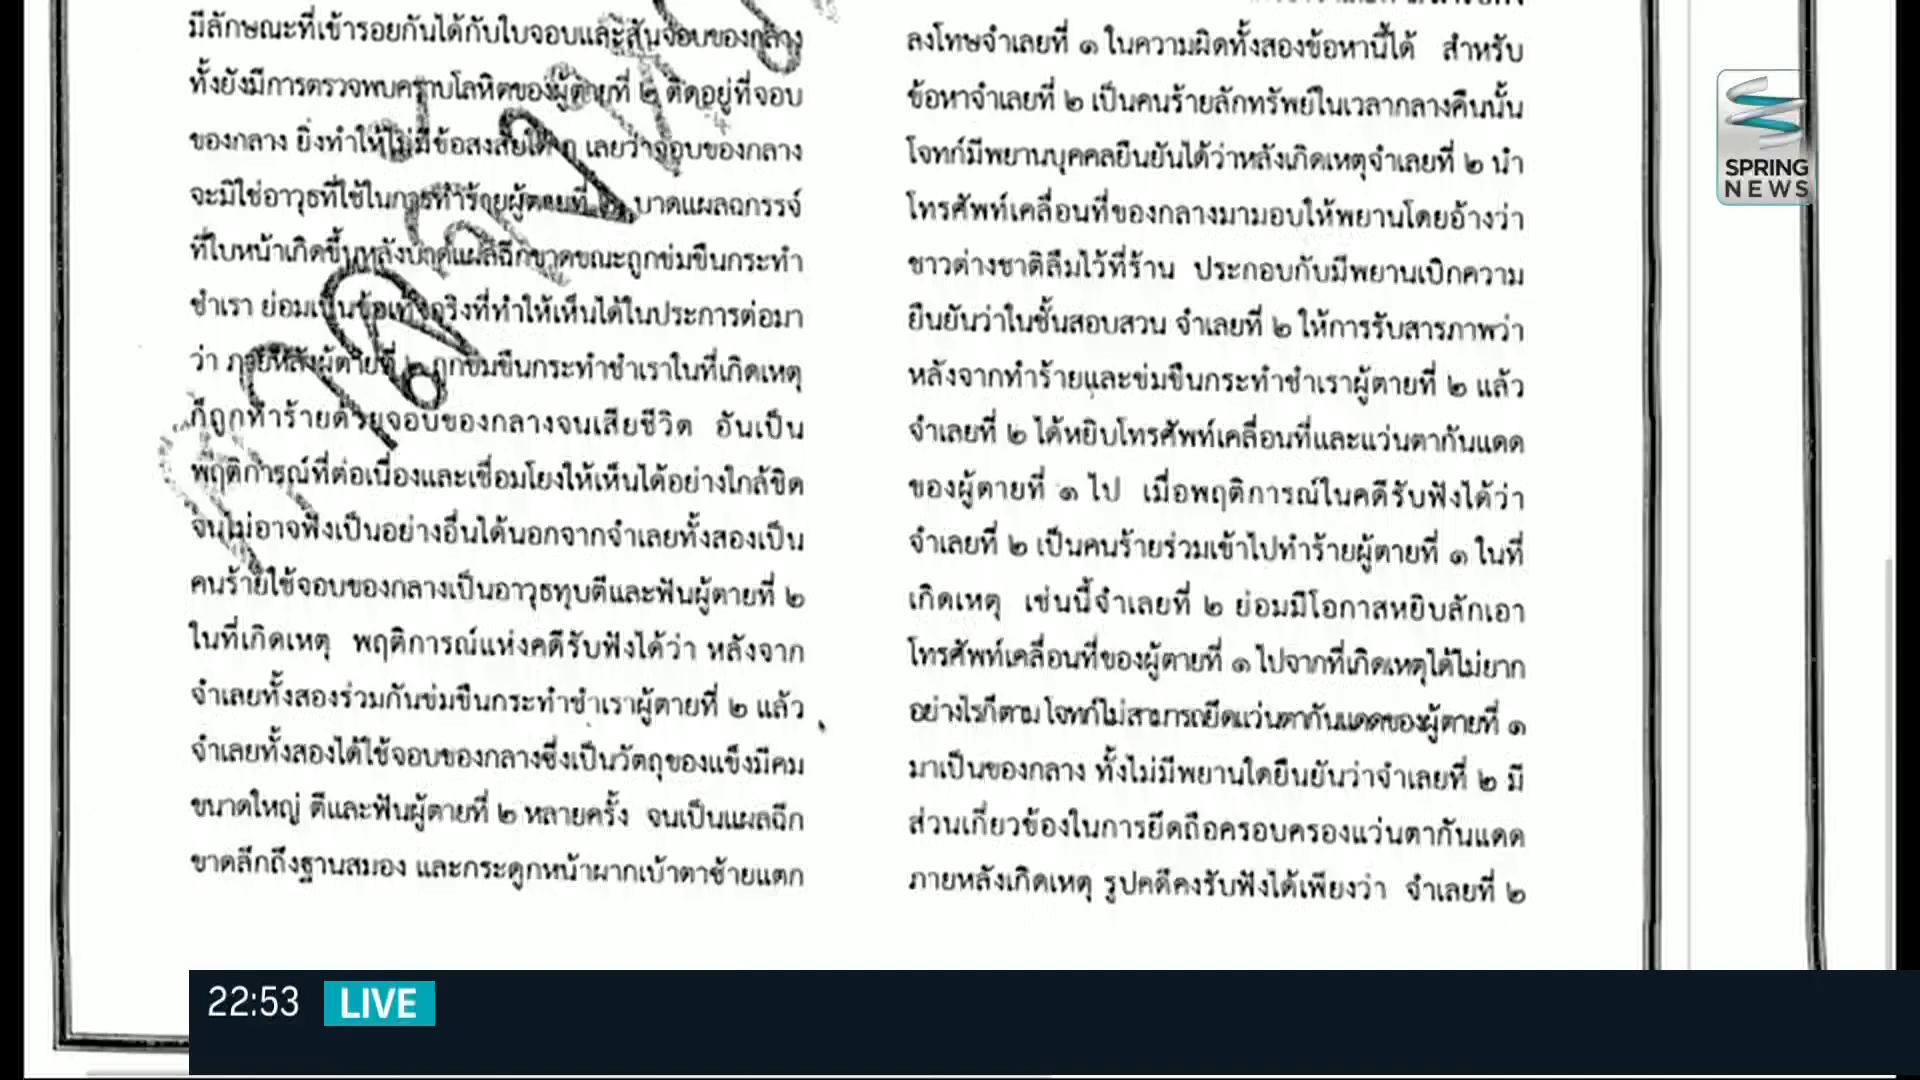 มีลักษณะที่เข้ารอยกันได้กับใบจอบและสันจอบของกลาง
ทั้งยังมีการตรวจพบคราบโลหิตของผู้ตายที่ ๒ ติดอยู่ที่จอบ
ของกลาง ยิ่งทำให้ไม่มีข้อสงสัยใด ๆ เลยว่าจอบของกลาง
จะมิใช่อาวุธที่ใช้ในการทำร้ายผู้ตายที่ ๒ บาดแผลฉกรรจ์
ที่ใบหน้าเกิดขึ้นหลังบาดแผลฉีกขาดขณะถูกข่มขืนกระทำ
ชำเรา ย่อมเป็นข้อเท็จจริงที่ทำให้เห็นได้ในประการต่อมา
ว่า ภายหลังผู้ตายที่ ๒ ถูกข่มขืนกระทำชำเราในที่เกิดเหตุ
ก็ถูกทำร้ายด้วยจอบของกลางจนเสียชีวิต อันเป็น
พฤติการณ์ที่ต่อเนื่องและเชื่อมโยงให้เห็นได้อย่างใกล้ชิด
จนไม่อาจฟังเป็นอย่างอื่นได้นอกจากจำเลยทั้งสองเป็น
คนร้ายใช้จอบของกลางเป็นอาวุธทุบตีและฟันผู้ตายที่ ๒
ในที่เกิดเหตุ พฤติการณ์แห่งคดีรับฟังได้ว่า หลังจาก
จำเลยทั้งสองร่วมกันข่มขืนกระทำชำเราผู้ตายที่ ๒ แล้ว
จำเลยทั้งสองได้ใช้จอบของกลางซึ่งเป็นวัตถุของแข็งมีคม
ขนาดใหญ่ ตีและฟันผู้ตายที่ ๒ หลายครั้ง จนเป็นแผลฉีก
ขาดลึกถึงฐานสมอง และกระดูกหน้าผากเบ้าตาซ้ายแตก
ลงโทษจำเลยที่ ๑ ในความผิดทั้งสองข้อหานี้ได้ สำหรับ
ข้อหาจำเลยที่ ๒ เป็นคนร้ายลักทรัพย์ในเวลากลางคืนนั้น
โจทก์มีพยานบุคคลยืนยันได้ว่าหลังเกิดเหตุจำเลยที่ ๒ นำ
โทรศัพท์เคลื่อนที่ของกลางมามอบให้พยานโดยอ้างว่า
ชาวต่างชาติลืมไว้ที่ร้าน ประกอบกับมีพยานเบิกความ
ยืนยันว่าในชั้นสอบสวน จำเลยที่ ๒ ให้การรับสารภาพว่า
หลังจากทำร้ายและข่มขืนกระทำชำเราผู้ตายที่ ๒ แล้ว
จำเลยที่ ๒ ได้หยิบโทรศัพท์เคลื่อนที่และแว่นตากันแดด
ของผู้ตายที่ ๑ ไป เมื่อพฤติการณ์ในคดีรับฟังได้ว่า
จำเลยที่ ๒ เป็นคนร้ายร่วมเข้าไปทำร้ายผู้ตายที่ ๑ ในที่
เกิดเหตุ เช่นนี้จำเลยที่ ๒ ย่อมมีโอกาสหยิบลักเอา
โทรศัพท์เคลื่อนที่ของผู้ตายที่ ๑ ไปจากที่เกิดเหตุได้ไม่ยาก
อย่างไรก็ตาม โจทก์ไม่สามารถยึดแว่นตากันแดดของผู้ตายที่ ๑
มาเป็นของกลาง ทั้งไม่มีพยานใดยืนยันว่าจำเลยที่ ๒ มี
ส่วนเกี่ยวข้องในการยึดถือครอบครองแว่นตากันแดด
ภายหลังเกิดเหตุ รูปคดีคงรับฟังได้เพียงว่า จำเลยที่ ๒
SPRING
NEWS
22:53 LIVE